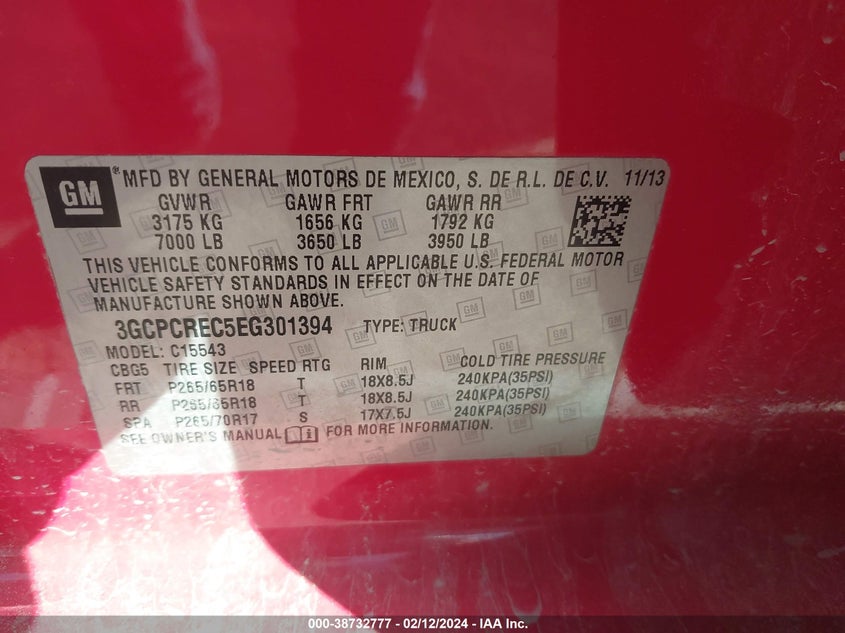 GM
® MFD BY GENERAL MOTORS DE MEXICO, S. DE R.L. DE C.V. 11/13
GVWR GAWR FRT GAWR RR
3175 KG 1656 KG 1792 KG
7000 LB 3650 LB 3950 LB
THIS VEHICLE CONFORMS TO ALL APPLICABLE U.S. FEDERAL MOTOR
VEHICLE SAFETY STANDARDS IN EFFECT ON THE DATE OF
MANUFACTURE SHOWN ABOVE.
3GCPCREC5EG301394 TYPE: TRUCK
MODEL: C15543
CBG5 TIRE SIZE SPEED RTG RIM COLD TIRE PRESSURE
FRT P265/65R18 T 18X8.5J 240KPA(35PSI)
RR P265/65R18 T 18X8.5J 240KPA(35PSI)
SPA P265/70R17 S 17X7.5J 240KPA(35PSI)
SEE OWNER'S MANUAL FOR MORE INFORMATION.
000-38732777 - 02/12/2024 - IAA Inc.